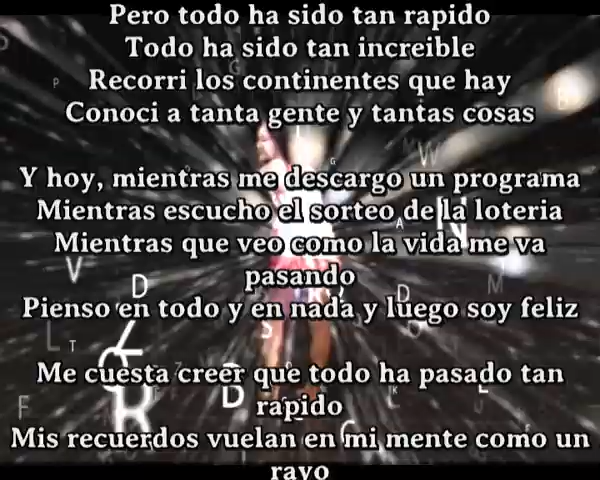 Pero todo ha sido tan rapido
Todo ha sido tan increible
Recorri los continentes que hay
Conoci a tanta gente y tantas cosas
Y hoy, mientras me descargo un programa
Mientras escucho el sorteo de la loteria
Mientras que veo como la vida me va
pasando
Pienso en todo y en nada y luego soy feliz
Me cuesta creer que todo ha pasado tan
rapido
Mis recuerdos vuelan en mi mente como un
rayo